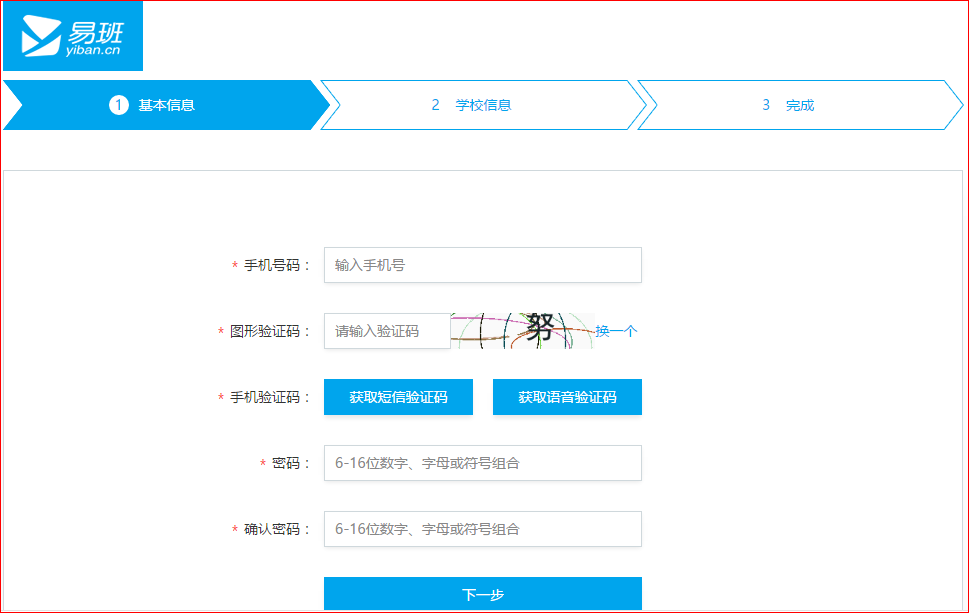 易班
yiban.cn
1 基本信息
2 学校信息
3 完成
* 手机号码： 输入手机号
* 图形验证码： 请输入验证码 努 换一个
* 手机验证码： 获取短信验证码 获取语音验证码
* 密码： 6-16位数字、字母或符号组合
* 确认密码： 6-16位数字、字母或符号组合
下一步